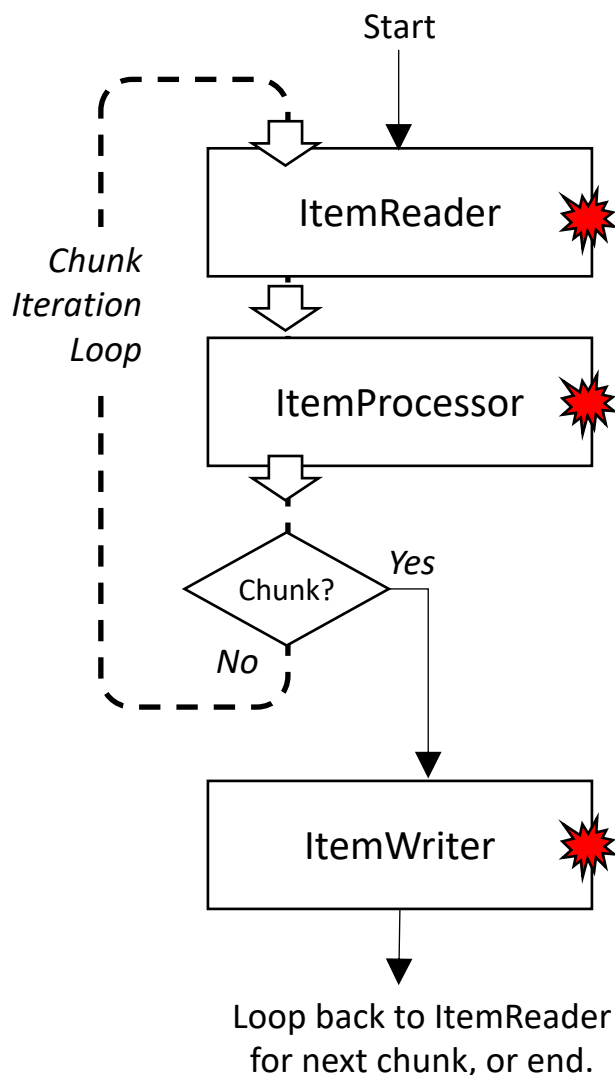 Start
ItemReader
Chunk
Iteration
Loop
ItemProcessor
Yes
Chunk?
No
ItemWriter
Loop back to ItemReader
for next chunk, or end.